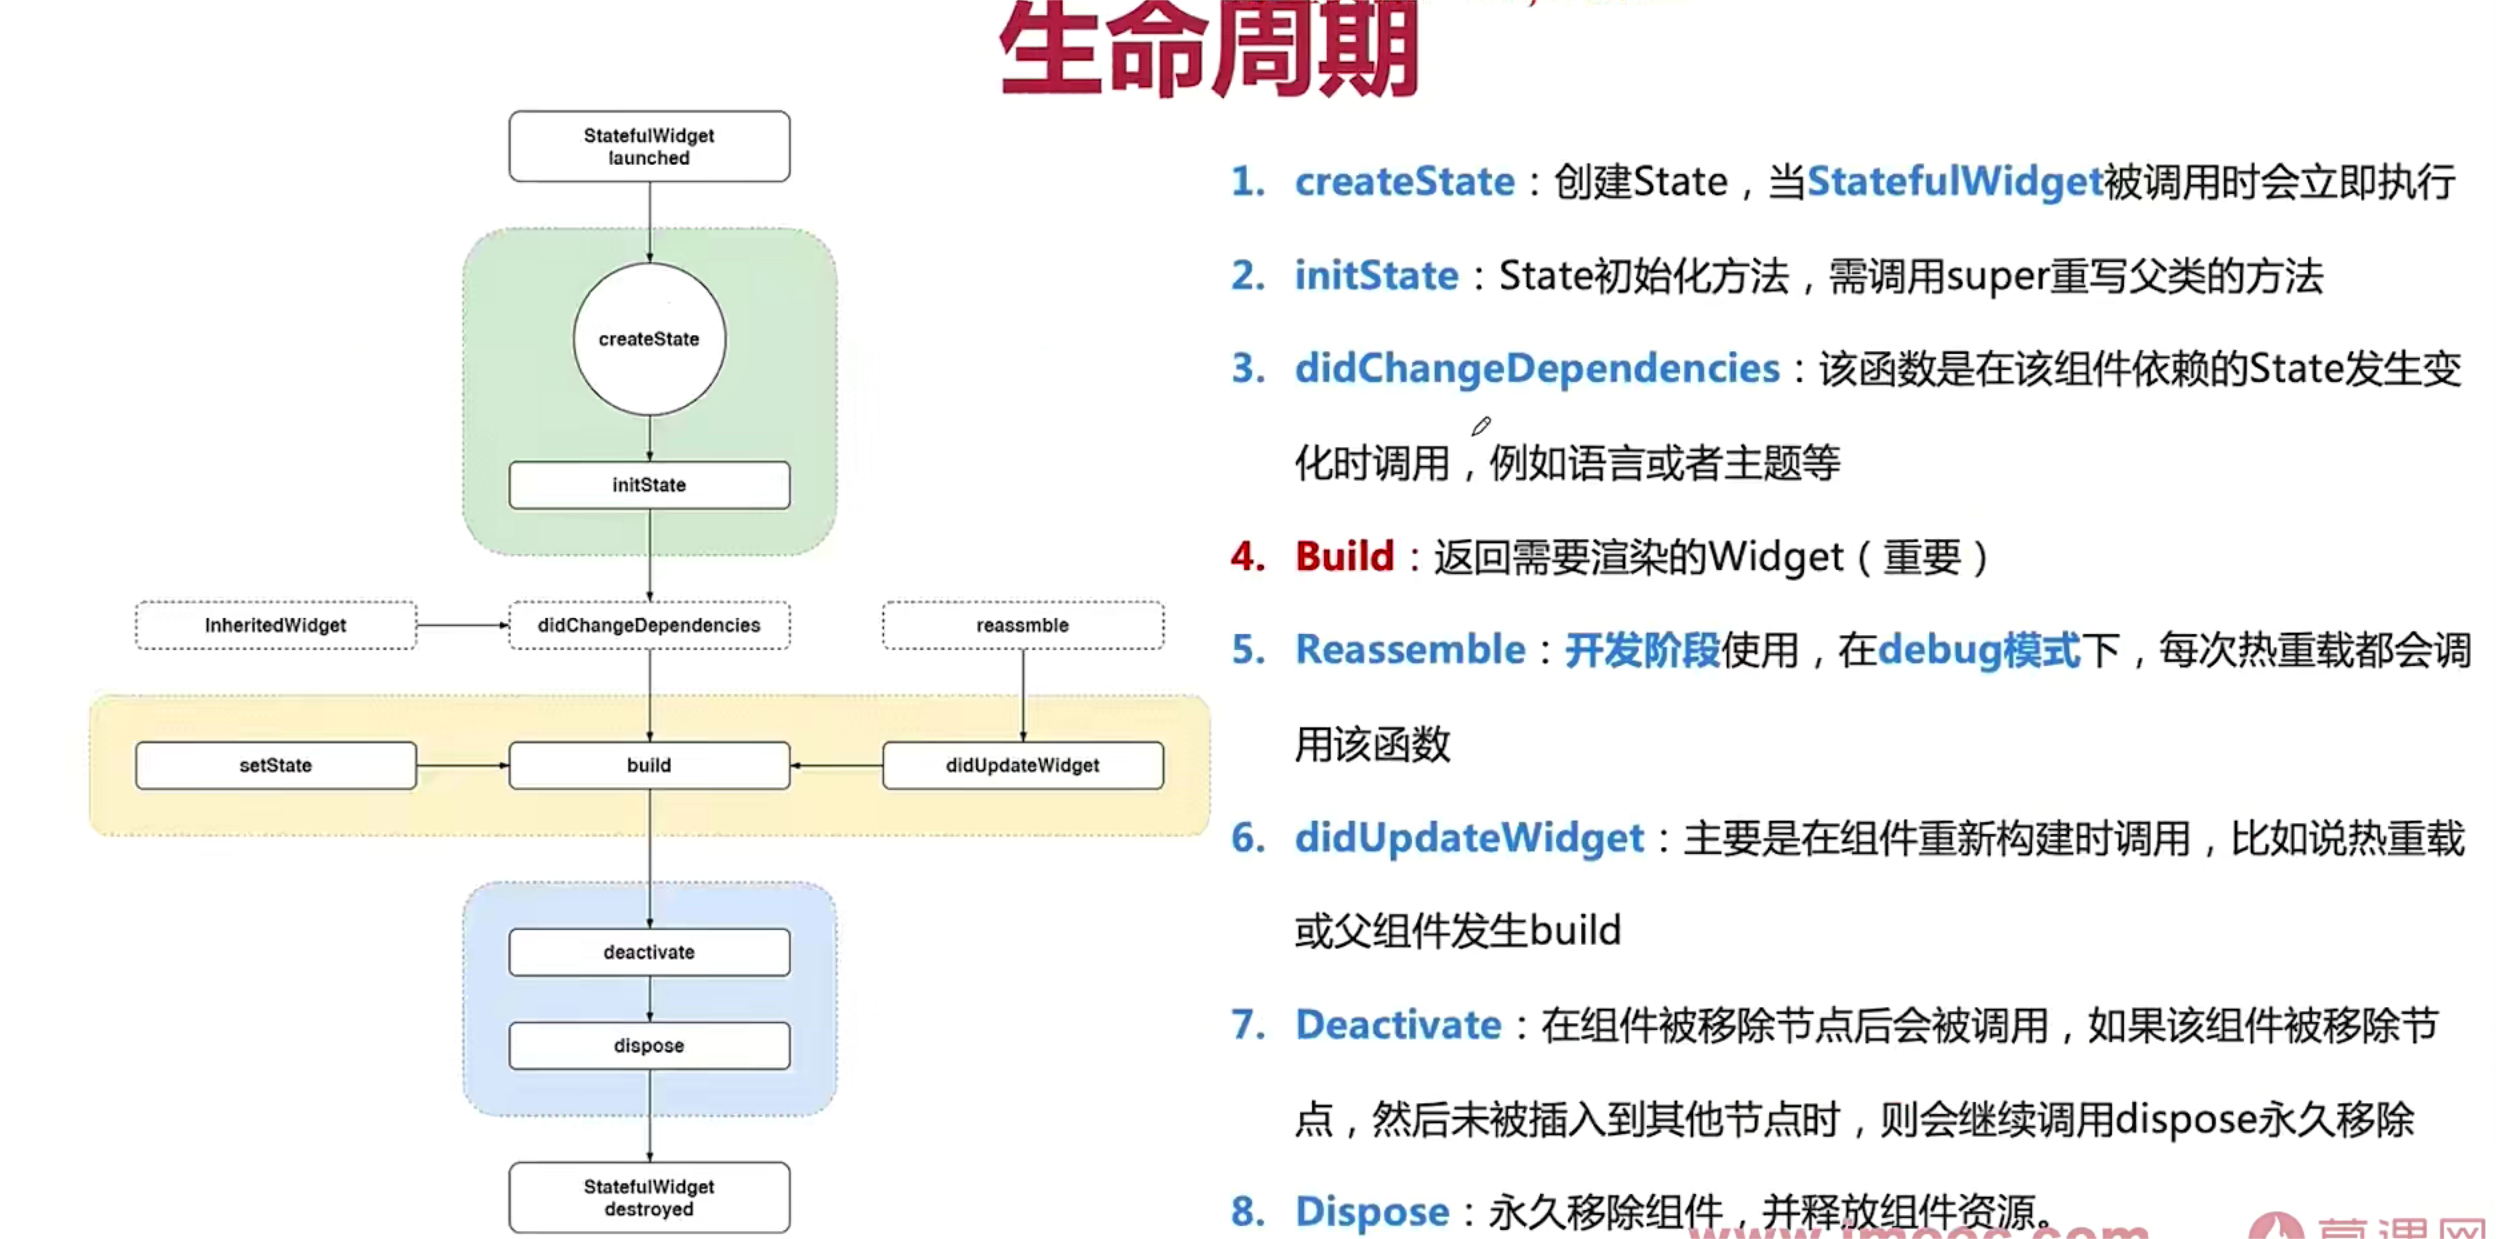 生命周期
StatefulWidget
launched
createState
initState
InheritedWidget
didChangeDependencies
reassmble
setState
build
didUpdateWidget
deactivate
dispose
StatefulWidget
destroyed
1. createState：创建State，当StatefulWidget被调用时会立即执行
2. initState：State初始化方法，需调用super重写父类的方法
3. didChangeDependencies：该函数是在该组件依赖的State发生变
化时调用，例如语言或者主题等
4. Build：返回需要渲染的Widget（重要）
5. Reassemble：开发阶段使用，在debug模式下，每次热重载都会调
用该函数
6. didUpdateWidget：主要是在组件重新构建时调用，比如说热重载
或父组件发生build
7. Deactivate：在组件被移除节点后会被调用，如果该组件被移除节
点，然后未被插入到其他节点时，则会继续调用dispose永久移除
8. Dispose：永久移除组件，并释放组件资源。
www.imooc.com
慕课网